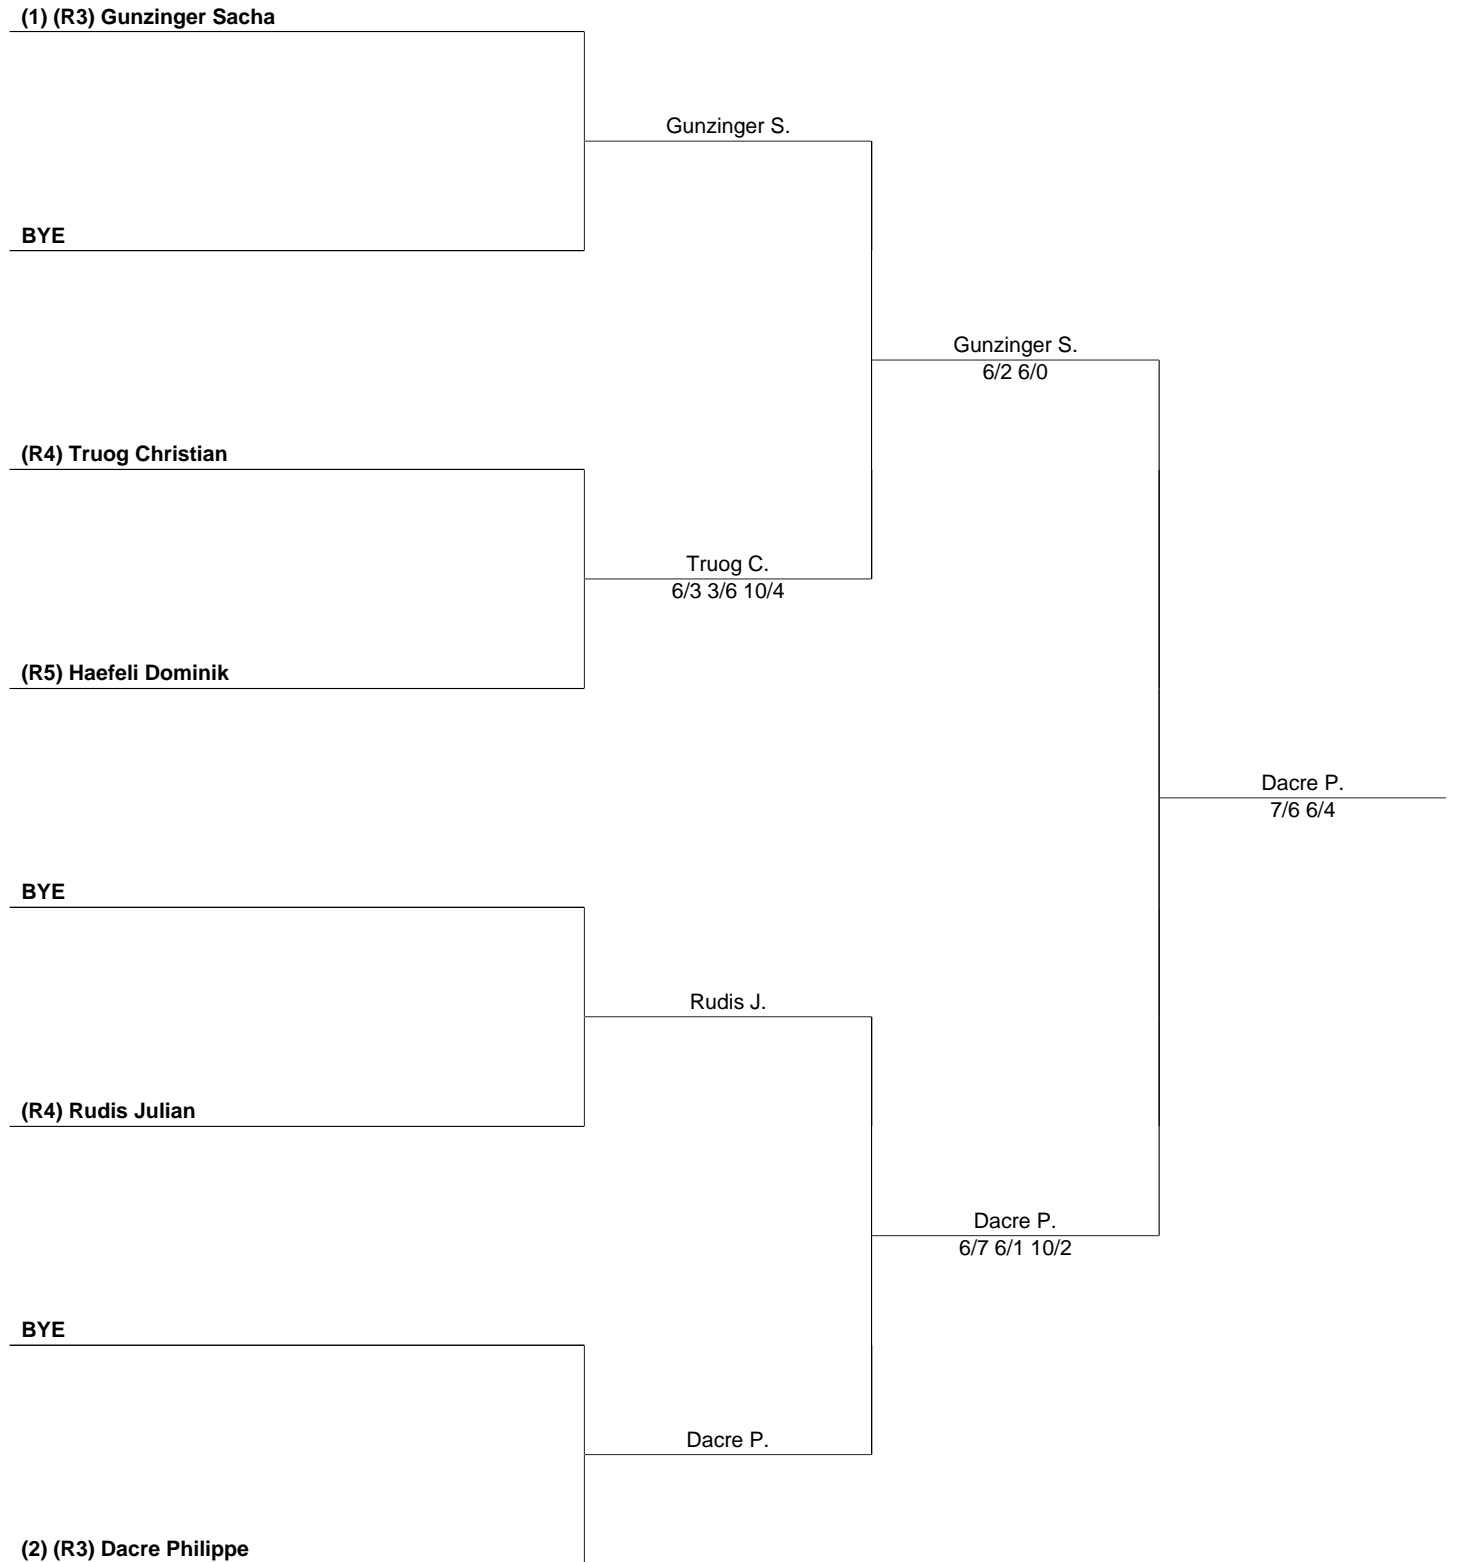 (1) (R3) Gunzinger Sacha
Gunzinger S.
BYE
Gunzinger S.
6/2 6/0
(R4) Truog Christian
Truog C.
6/3 3/6 10/4
(R5) Haefeli Dominik
Dacre P.
7/6 6/4
BYE
Rudis J.
(R4) Rudis Julian
Dacre P.
6/7 6/1 10/2
BYE
Dacre P.
(2) (R3) Dacre Philippe